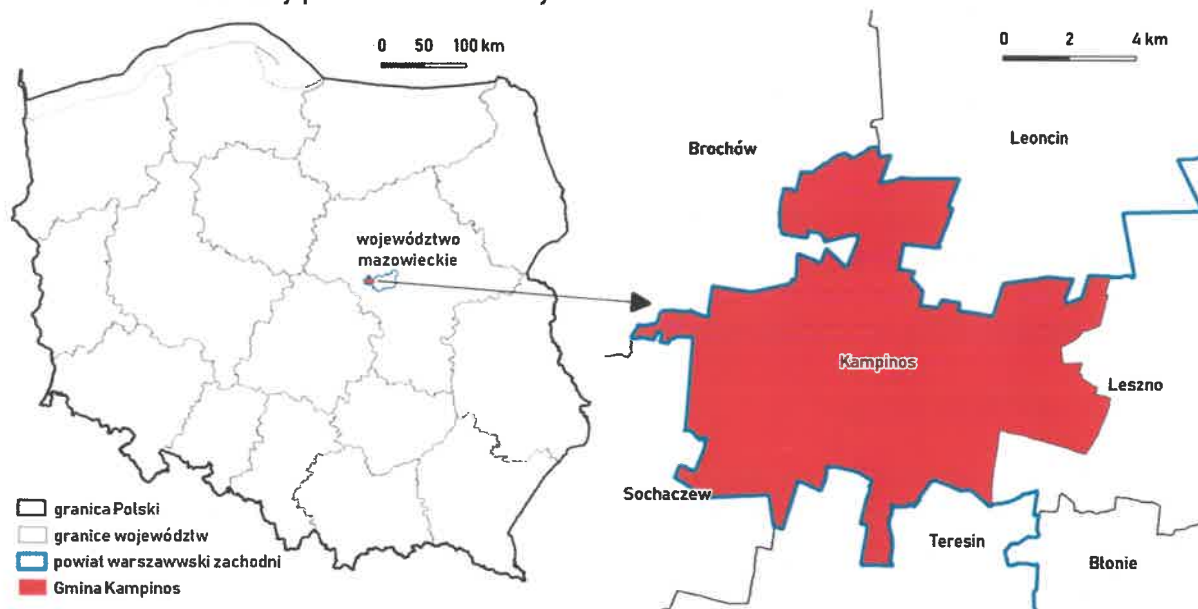 0 50 100 km
0 2 4 km
Brochów
Leoncin
województwo
mazowieckie
Kampinos
Leszno
Sochaczew
Teresin
Błonie
granica Polski
granice województw
powiat warszawwski zachodni
Gmina Kampinos